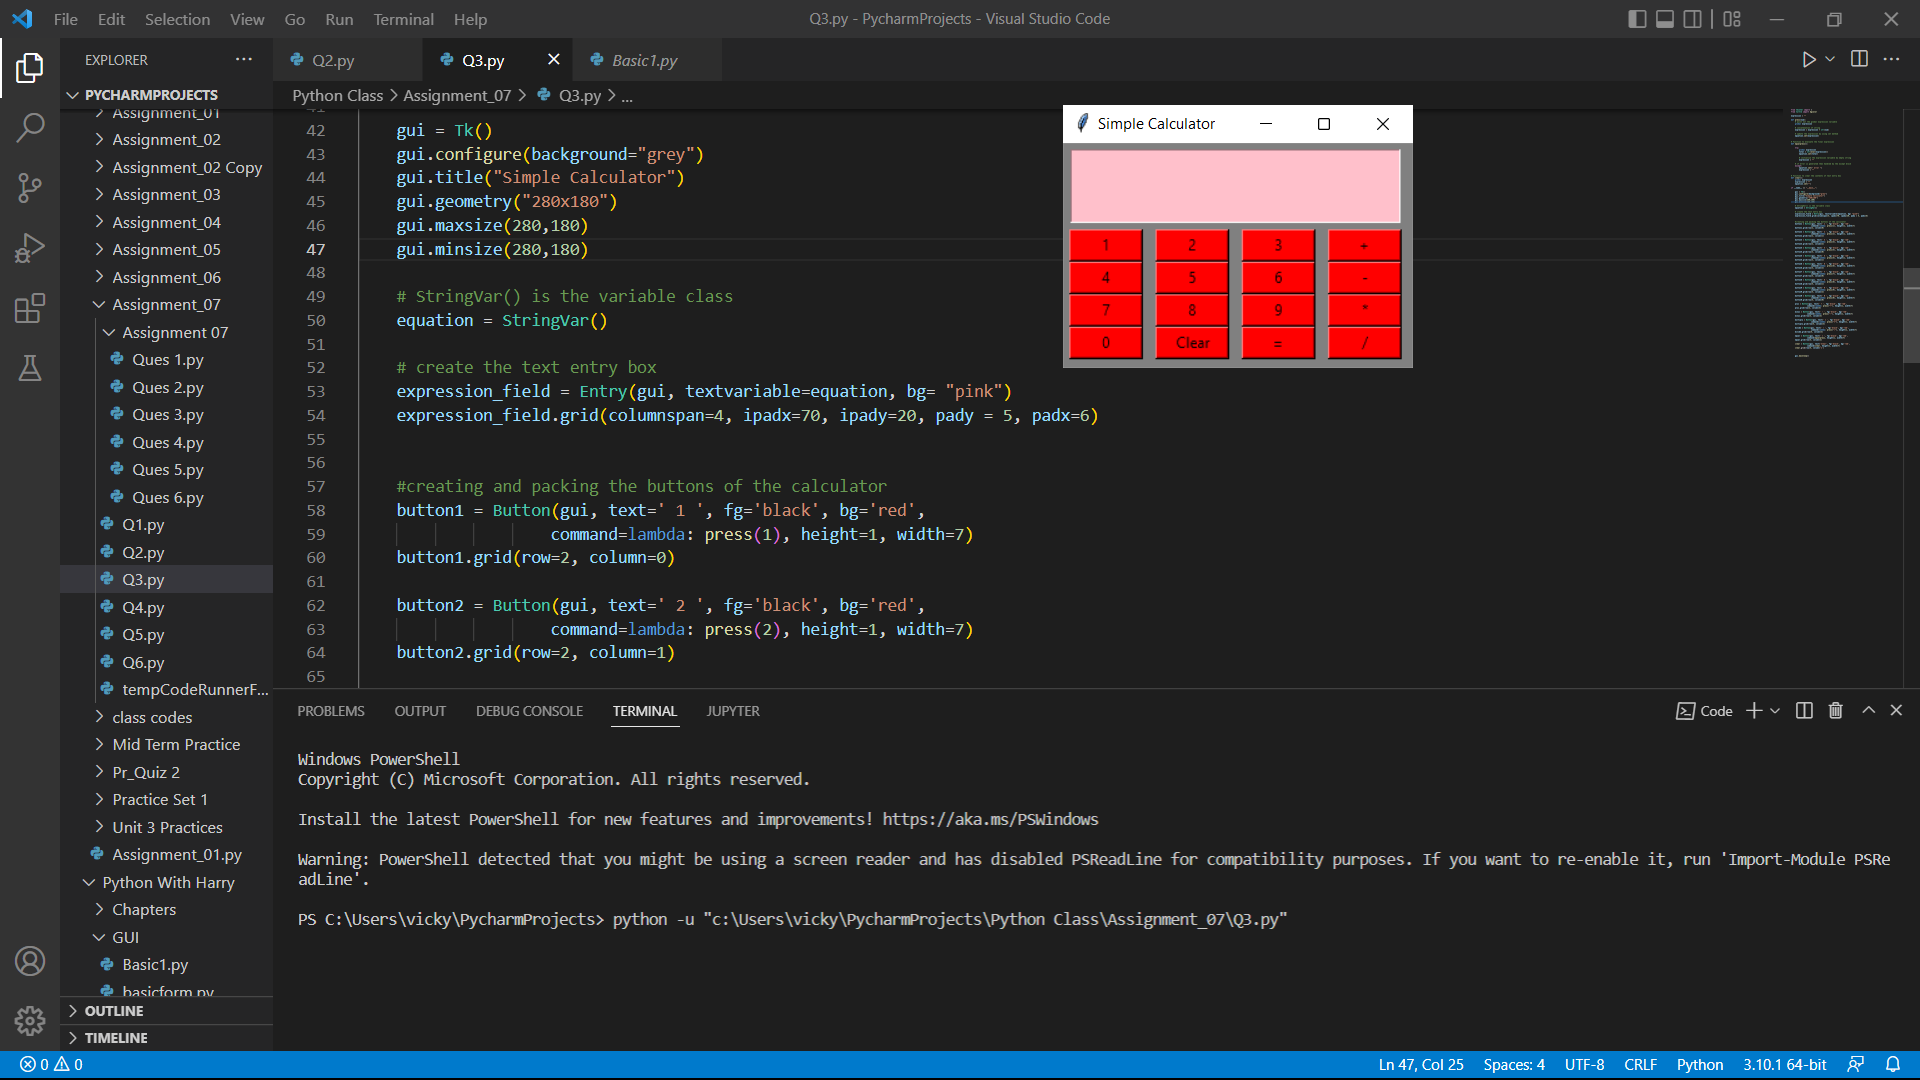 File Edit Selection View Go Run Terminal Help
Q3.py - PycharmProjects - Visual Studio Code
EXPLORER
PYCHARMPROJECTS
Assignment_01
Assignment_02
Assignment_02 Copy
Assignment_03
Assignment_04
Assignment_05
Assignment_06
Assignment_07
Assignment 07
Ques 1.py
Ques 2.py
Ques 3.py
Ques 4.py
Ques 5.py
Ques 6.py
Q1.py
Q2.py
Q3.py
Q4.py
Q5.py
Q6.py
tempCodeRunnerF...
class codes
Mid Term Practice
Pr_Quiz 2
Practice Set 1
Unit 3 Practices
Assignment_01.py
Python With Harry
Chapters
GUI
Basic1.py
basicform.py
OUTLINE
TIMELINE
Q2.py Q3.py Basic1.py
Python Class > Assignment_07 > Q3.py > ...
41
42 gui = Tk()
43 gui.configure(background="grey")
44 gui.title("Simple Calculator")
45 gui.geometry("280x180")
46 gui.maxsize(280,180)
47 gui.minsize(280,180)
48
49 # StringVar() is the variable class
50 equation = StringVar()
51
52 # create the text entry box
53 expression_field = Entry(gui, textvariable=equation, bg= "pink")
54 expression_field.grid(columnspan=4, ipadx=70, ipady=20, pady = 5, padx=6)
55
56
57 #creating and packing the buttons of the calculator
58 button1 = Button(gui, text=' 1 ', fg='black', bg='red',
59 command=lambda: press(1), height=1, width=7)
60 button1.grid(row=2, column=0)
61
62 button2 = Button(gui, text=' 2 ', fg='black', bg='red',
63 command=lambda: press(2), height=1, width=7)
64 button2.grid(row=2, column=1)
65
Simple Calculator
1 2 3 +
4 5 6 -
7 8 9 *
0 Clear = /
PROBLEMS OUTPUT DEBUG CONSOLE TERMINAL JUPYTER
Code
Windows PowerShell
Copyright (C) Microsoft Corporation. All rights reserved.
Install the latest PowerShell for new features and improvements! https://aka.ms/PSWindows
Warning: PowerShell detected that you might be using a screen reader and has disabled PSReadLine for compatibility purposes. If you want to re-enable it, run 'Import-Module PSRe
adLine'.
PS C:\Users\vicky\PycharmProjects> python -u "c:\Users\vicky\PycharmProjects\Python Class\Assignment_07\Q3.py"
0 0
Ln 47, Col 25 Spaces: 4 UTF-8 CRLF Python 3.10.1 64-bit